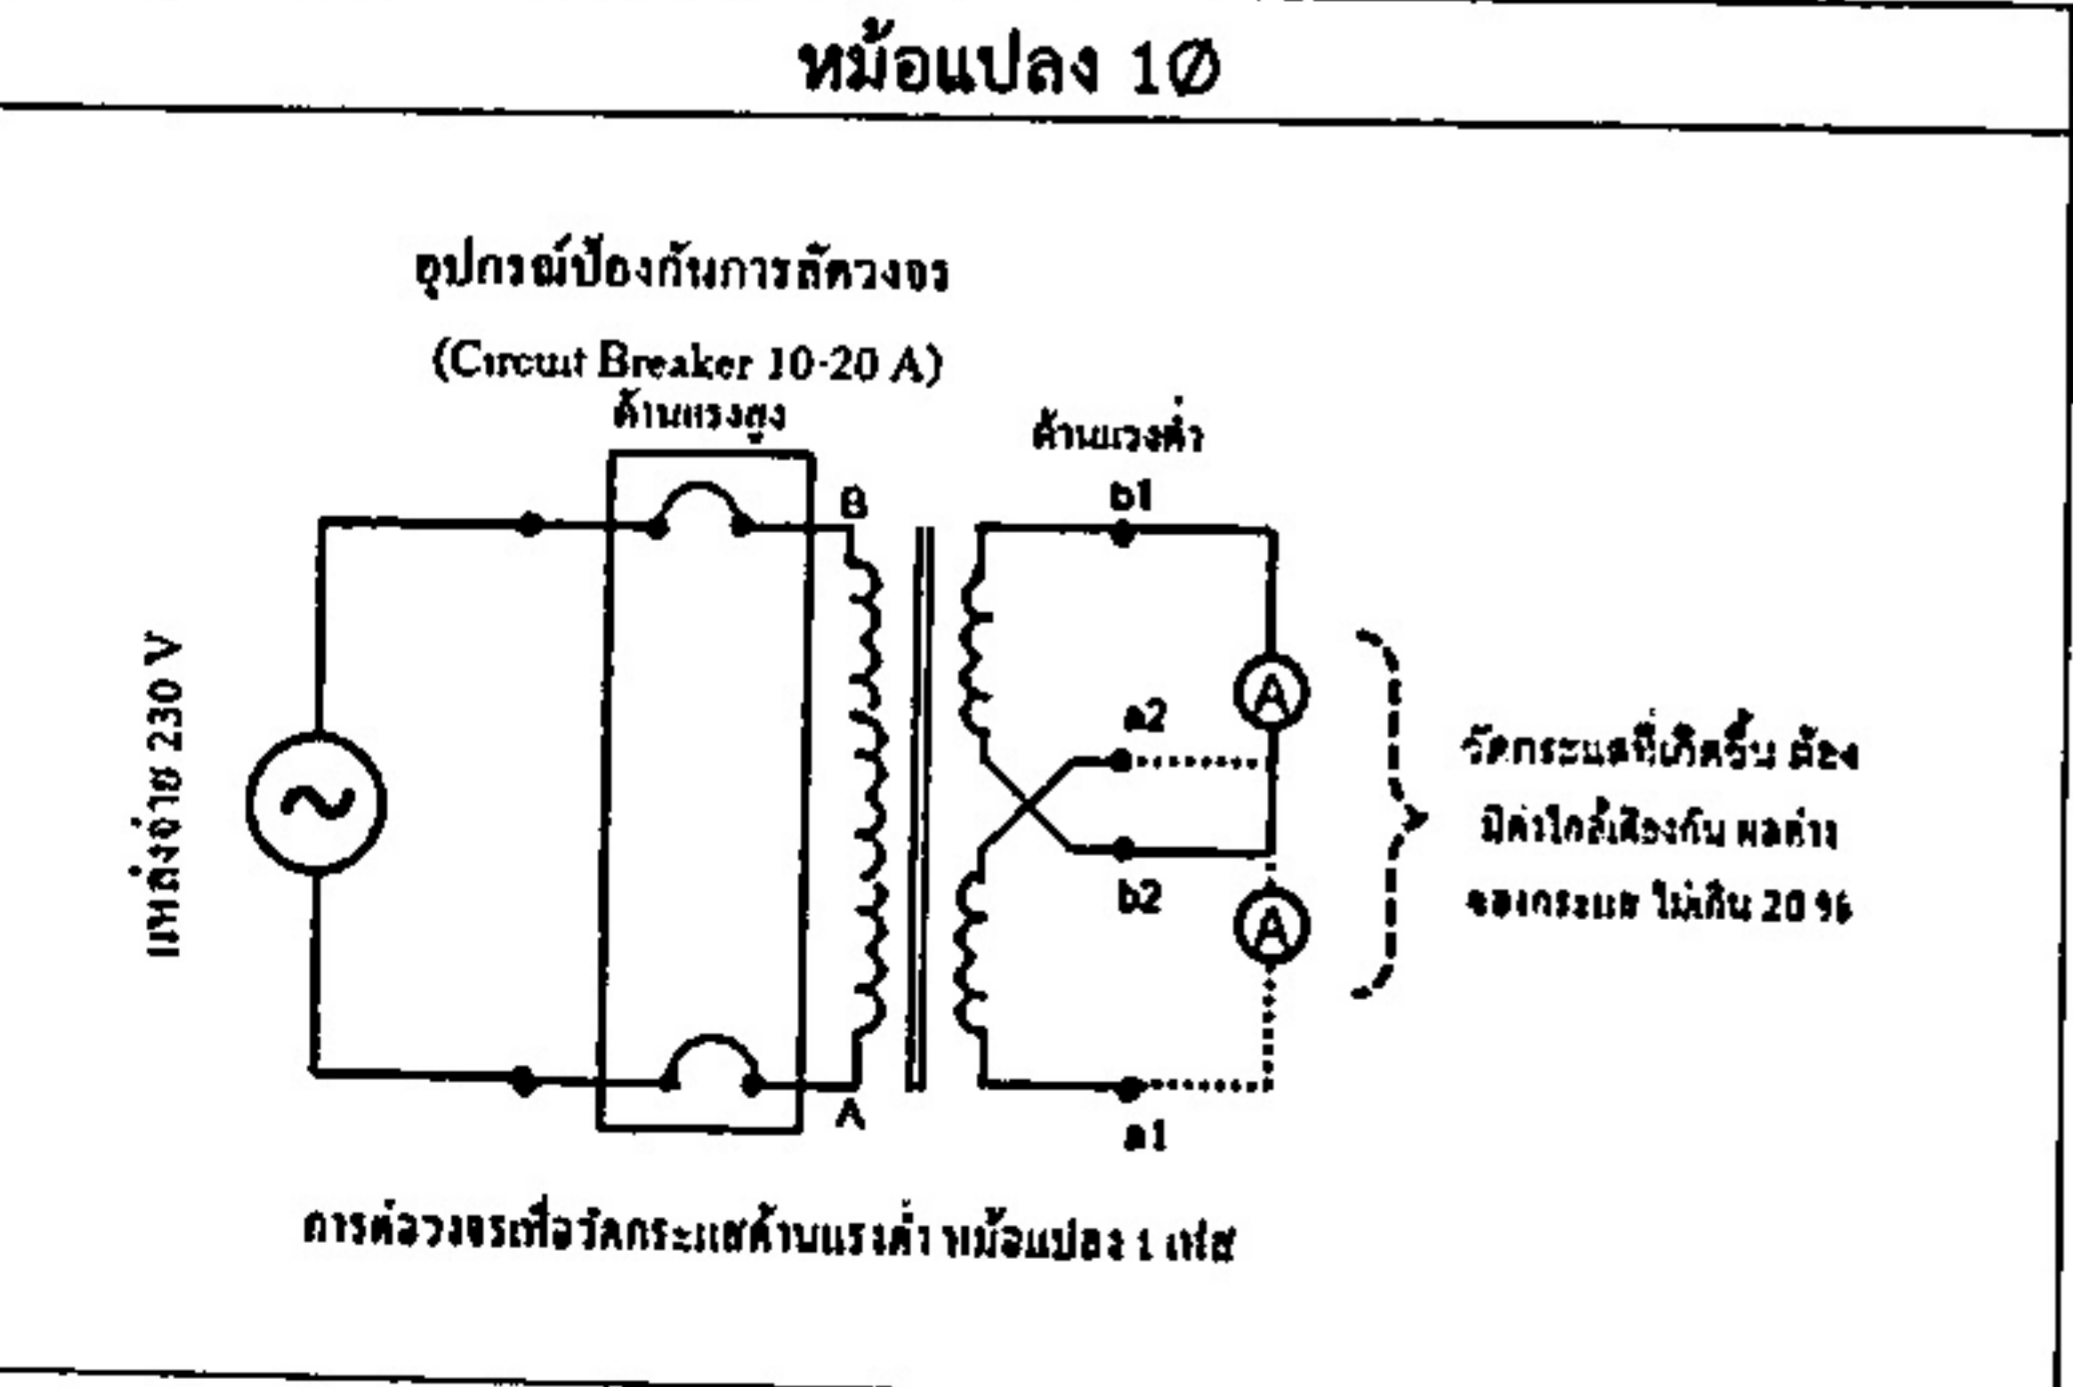 หม้อแปลง 1Ø
อุปกรณ์ป้องกันการลัดวงจร
(Circuit Breaker 10-20 A)
ด้านแรงสูง
ด้านแรงต่ำ
b1
B
A
แหล่งจ่าย 230 V
a2
วัดกระแสที่เกิดขึ้น ต้อง
มีค่าใกล้เคียงกัน ผลต่าง
ของกระแส ไม่เกิน 20 %
b2
A
A
a1
การต่อวงจรเพื่อวัดกระแสด้านแรงต่ำ หม้อแปลง 1 เฟส